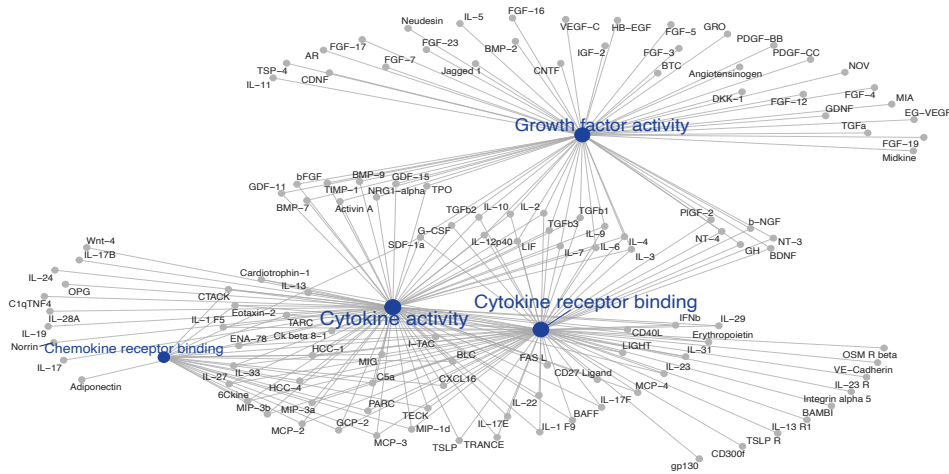 FGF−16
IL−5
Neudesin
VEGF−C
HB−EGF
FGF−5
GRO
FGF−23
FGF−17
BMP−2
IGF−2
FGF−3
PDGF−BB
PDGF−CC
AR
FGF−7
Jagged 1
CNTF
BTC
Angiotensinogen
NOV
TSP−4
CDNF
IL−11
DKK−1
FGF−12
FGF−4
MIA
GDNF
EG−VEGF
Growth factor activity
TGFa
FGF−19
Midkine
BMP−9
GDF−15
bFGF
GDF−11
TIMP−1
NRG1−alpha
TPO
BMP−7
Activin A
TGFb2
IL−10
IL−2
TGFb1
TGFb3
PIGF−2
b−NGF
G−CSF
IL−9
NT−4
NT−3
SDF−1a
IL−12p40
LIF
IL−7
IL−6
IL−4
IL−3
GH
BDNF
Wnt−4
IL−17B
IL−24
Cardiotrophin−1
OPG
IL−13
C1qTNF4
CTACK
Cytokine receptor binding
IL−28A
Eotaxin−2
IL−1 F5
TARC
Cytokine activity
IFNb
IL−29
IL−19
Ck beta 8−1
CD40L
Erythropoietin
Norrin
ENA−78
Chemokine receptor binding
HCC−1
I−TAC
BLC
FAS L
LIGHT
IL−31
OSM R beta
IL−17
MIG
CD27 Ligand
IL−23
VE−Cadherin
Adiponectin
IL−27
IL−33
HCC−4
C5a
CXCL16
MCP−4
IL−23 R
6Ckine
MIP−3b
MIP−3a
PARC
TECK
IL−22
IL−17F
Integrin alpha 5
BAMBI
MCP−2
GCP−2
MIP−1d
IL−17E
IL−1 F9
BAFF
IL−13 R1
MCP−3
TSLP
TRANCE
TSLP R
CD300f
gp130